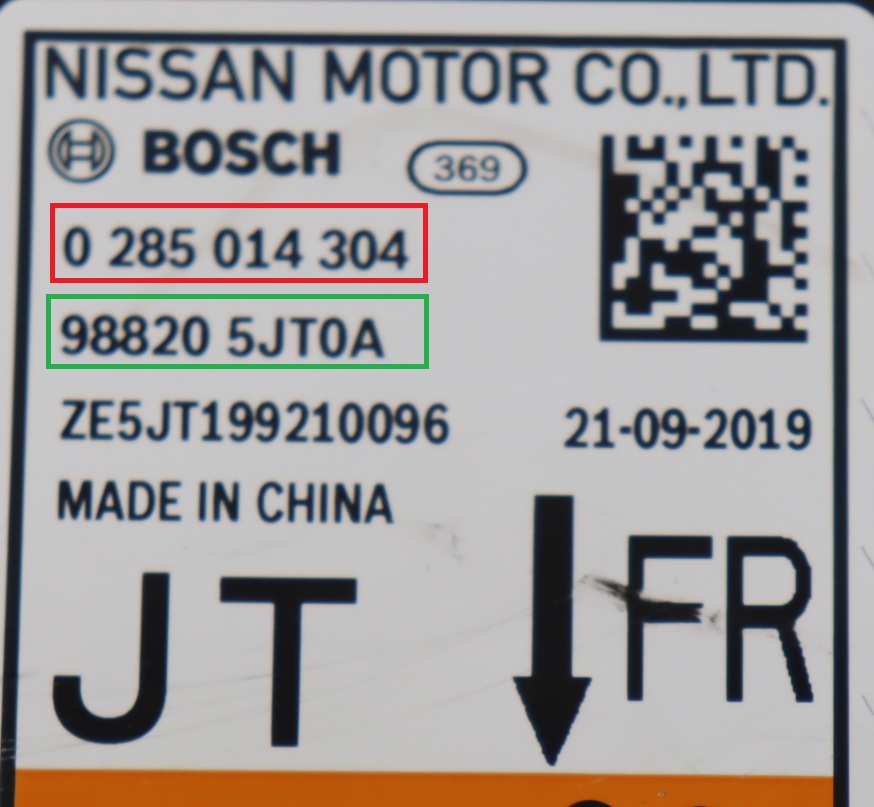 NISSAN MOTOR CO.,LTD.
BOSCH 369
0 285 014 304
98820 5JT0A
ZE5JT199210096 21-09-2019
MADE IN CHINA
JT FR